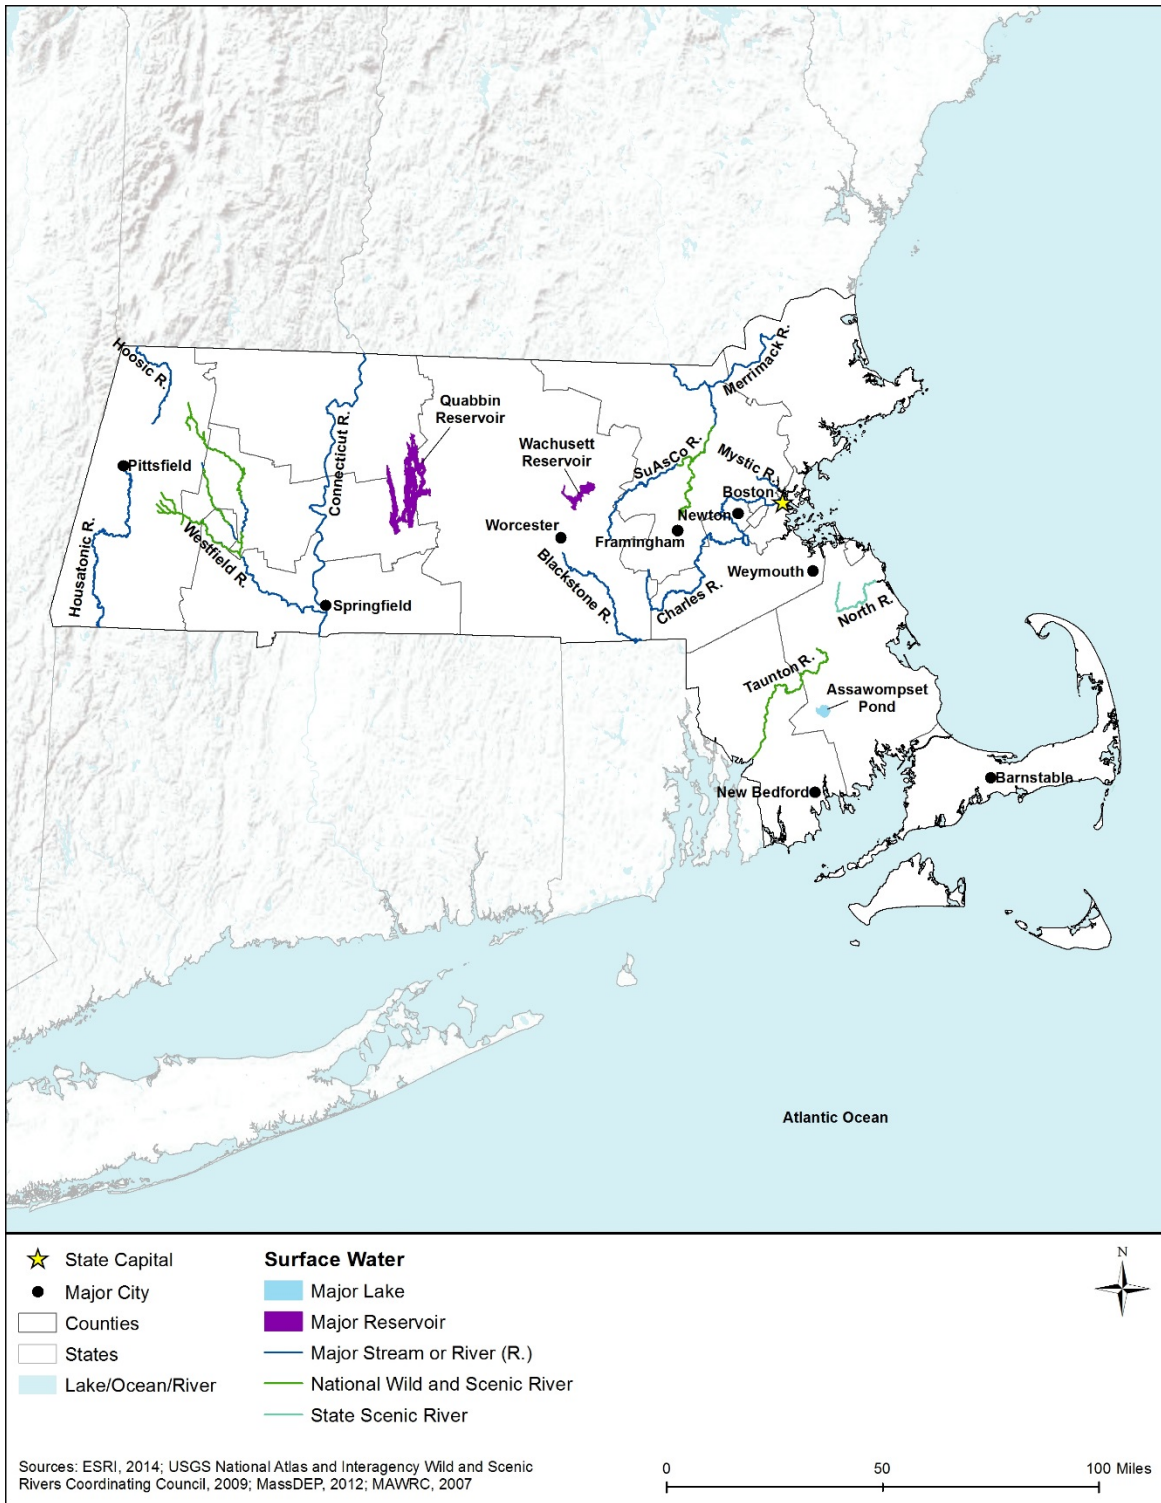 Hoosic R.
Merrimack R.
Quabbin
Reservoir
Connecticut R.
Wachusett
Reservoir
SuAsCo R.
Mystic R.
Pittsfield
Boston
Newton
Worcester
Framingham
Westfield R.
Housatonic R.
Blackstone R.
Weymouth
Charles R.
Springfield
North R.
Taunton R.
Assawompset
Pond
Barnstable
New Bedford
Atlantic Ocean
State Capital
Major City
Counties
States
Lake/Ocean/River
Surface Water
Major Lake
Major Reservoir
Major Stream or River (R.)
National Wild and Scenic River
State Scenic River
N
Sources: ESRI, 2014; USGS National Atlas and Interagency Wild and Scenic
Rivers Coordinating Council, 2009; MassDEP, 2012; MAWRC, 2007
0 50 100 Miles